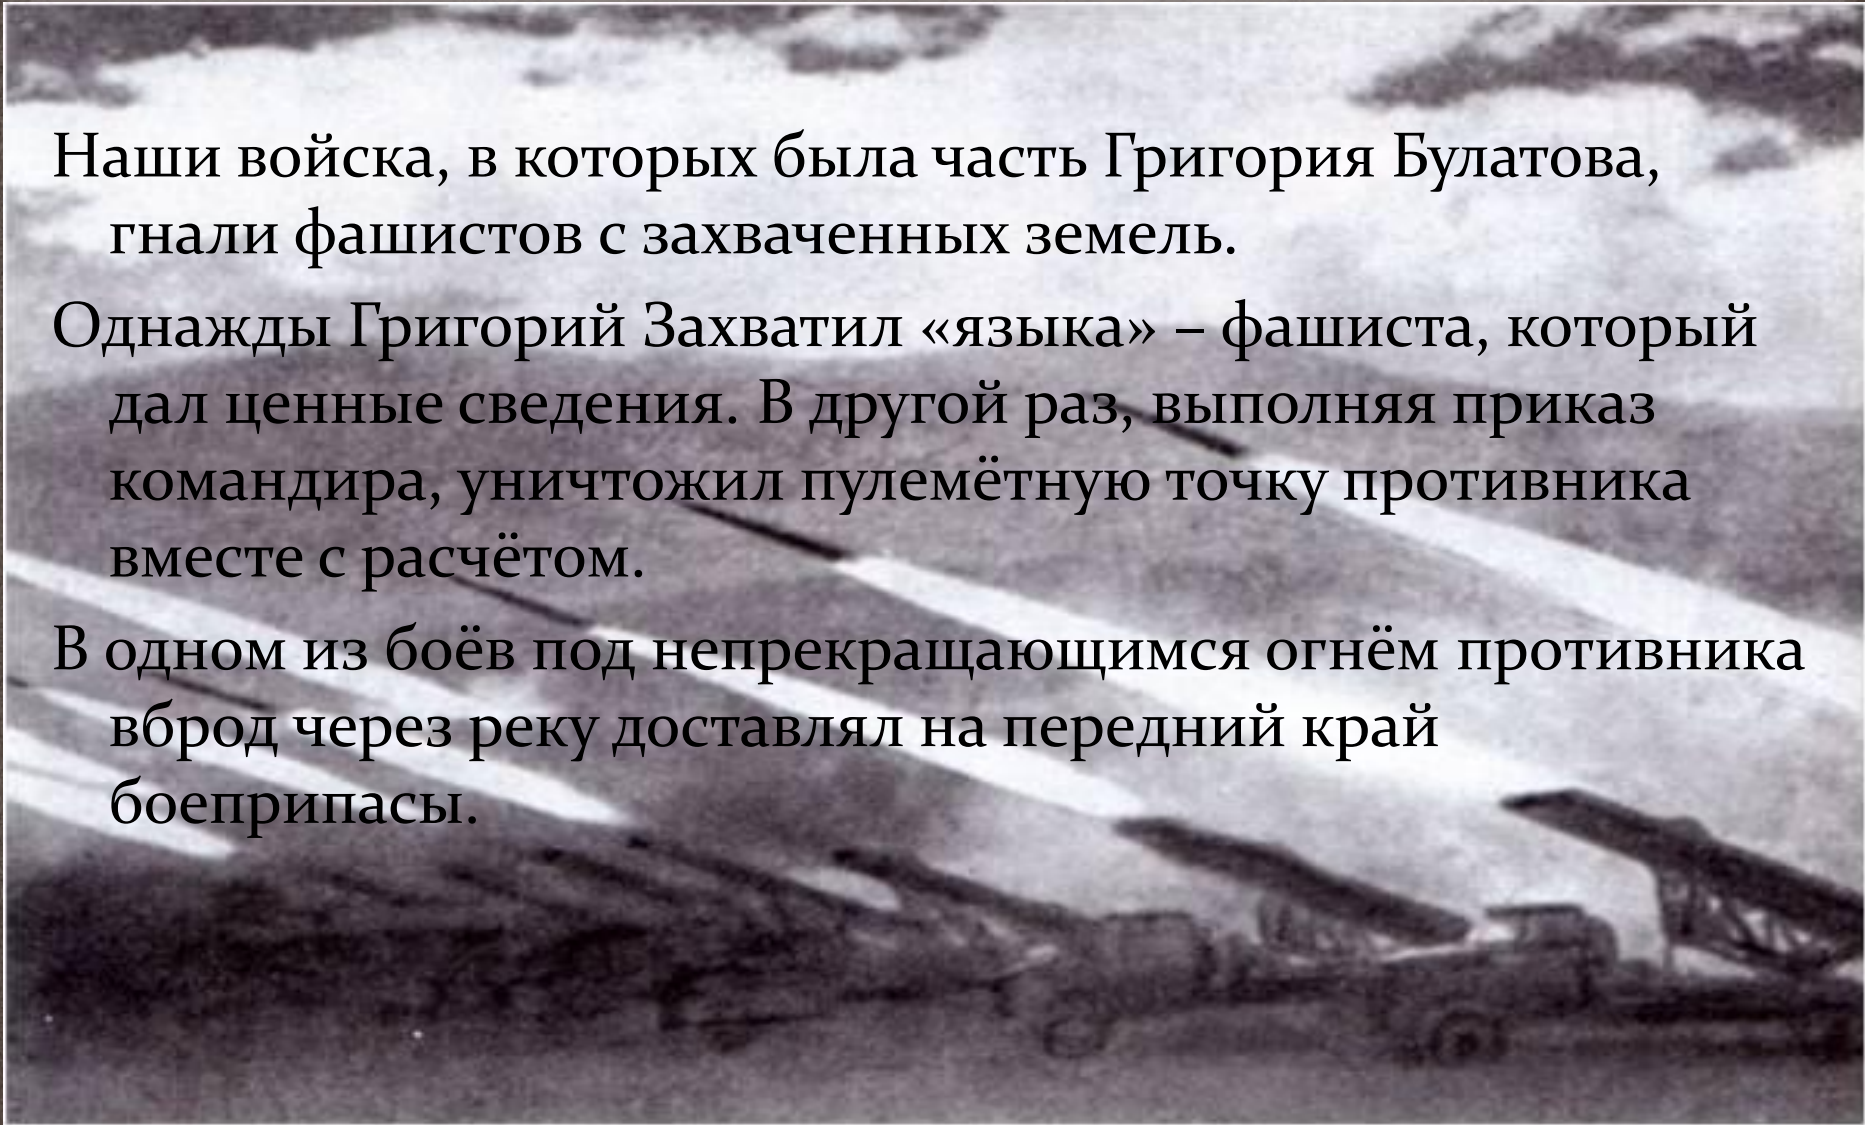 Наши войска, в которых была часть Григория Булатова,
гнали фашистов с захваченных земель.
Однажды Григорий Захватил «языка» – фашиста, который
дал ценные сведения. В другой раз, выполняя приказ
командира, уничтожил пулемётную точку противника
вместе с расчётом.
В одном из боёв под непрекращающимся огнём противника
вброд через реку доставлял на передний край
боеприпасы.